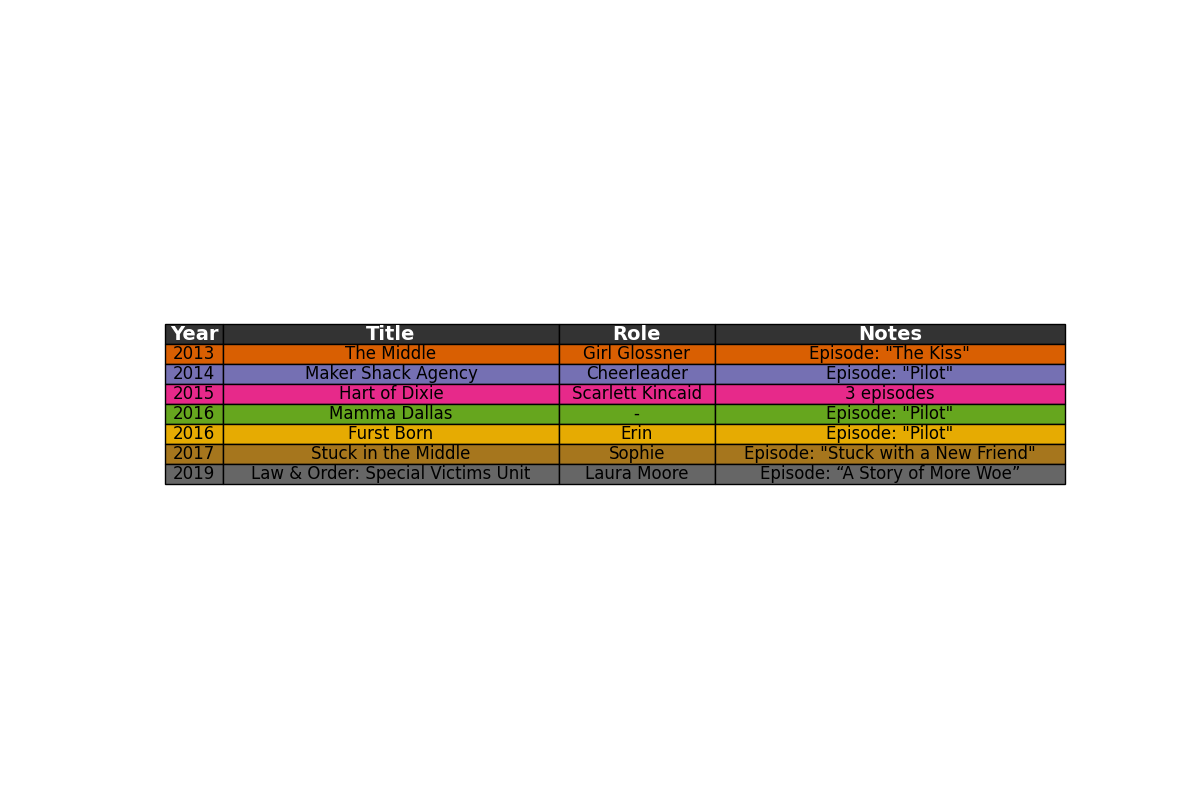 Year Title Role Notes
2013 The Middle Girl Glossner Episode: "The Kiss"
2014 Maker Shack Agency Cheerleader Episode: "Pilot"
2015 Hart of Dixie Scarlett Kincaid 3 episodes
2016 Mamma Dallas - Episode: "Pilot"
2016 Furst Born Erin Episode: "Pilot"
2017 Stuck in the Middle Sophie Episode: "Stuck with a New Friend"
2019 Law & Order: Special Victims Unit Laura Moore Episode: “A Story of More Woe”